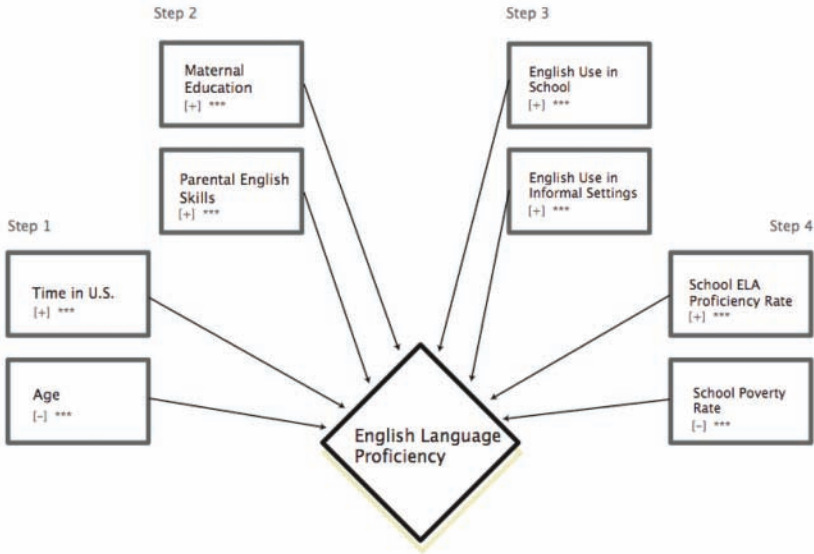 Step 2
Maternal
Education
[+] ***
Parental English
Skills
[+] ***
Step 1
Time in U.S.
[+] ***
Age
[–] ***
Step 3
English Use in
School
[+] ***
English Use in
Informal Settings
[+] ***
Step 4
School ELA
Proficiency Rate
[+] ***
School Poverty
Rate
[–] ***
English Language
Proficiency